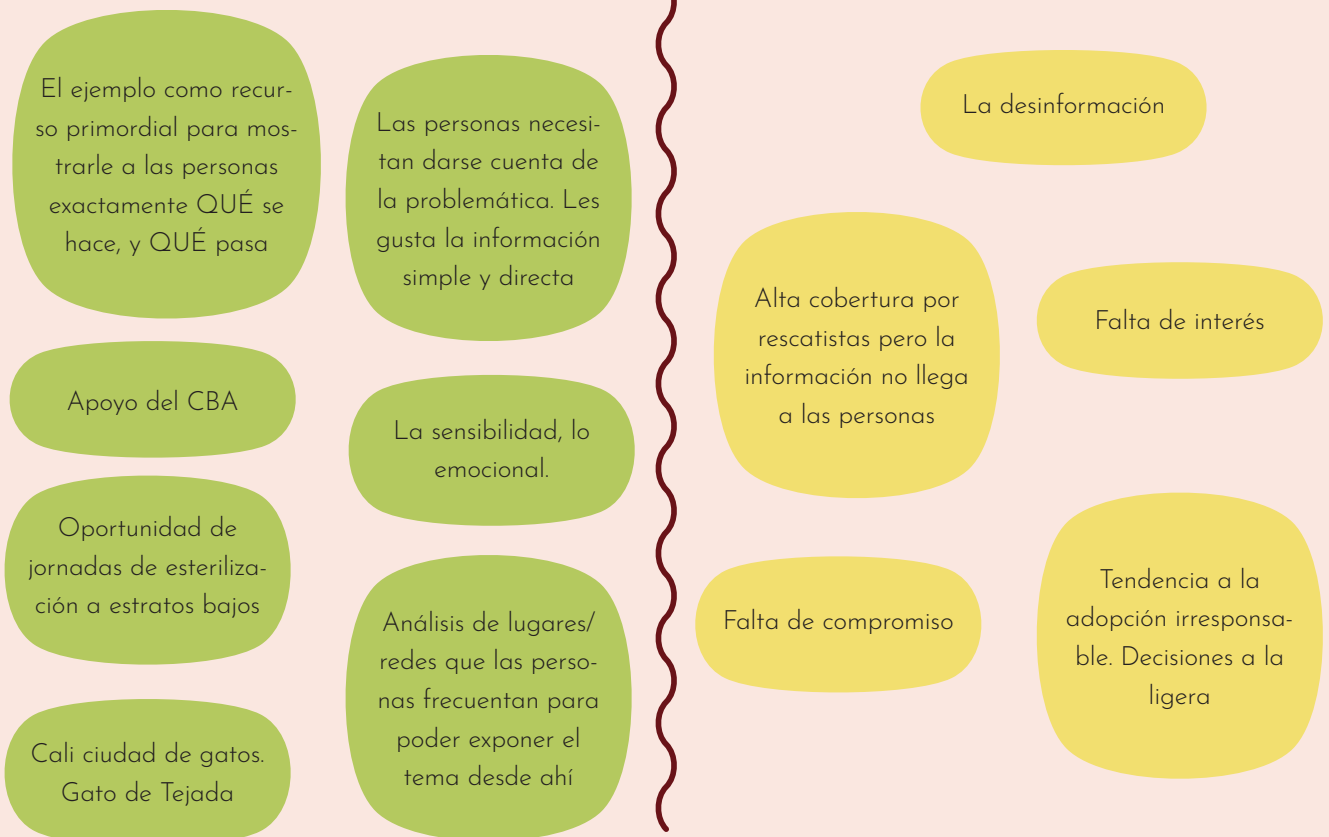 El ejemplo como recur-
so primordial para mos-
trarle a las personas
exactamente QUÉ se
hace, y QUÉ pasa
Apoyo del CBA
Oportunidad de
jornadas de esteriliza-
ción a estratos bajos
Cali ciudad de gatos.
Gato de Tejada
Las personas necesi-
tan darse cuenta de
la problemática. Les
gusta la información
simple y directa
La sensibilidad, lo
emocional.
Análisis de lugares/
redes que las perso-
nas frecuentan para
poder exponer el
tema desde ahí
La desinformación
Alta cobertura por
rescatistas pero la
información no llega
a las personas
Falta de interés
Falta de compromiso
Tendencia a la
adopción irresponsa-
ble. Decisiones a la
ligera